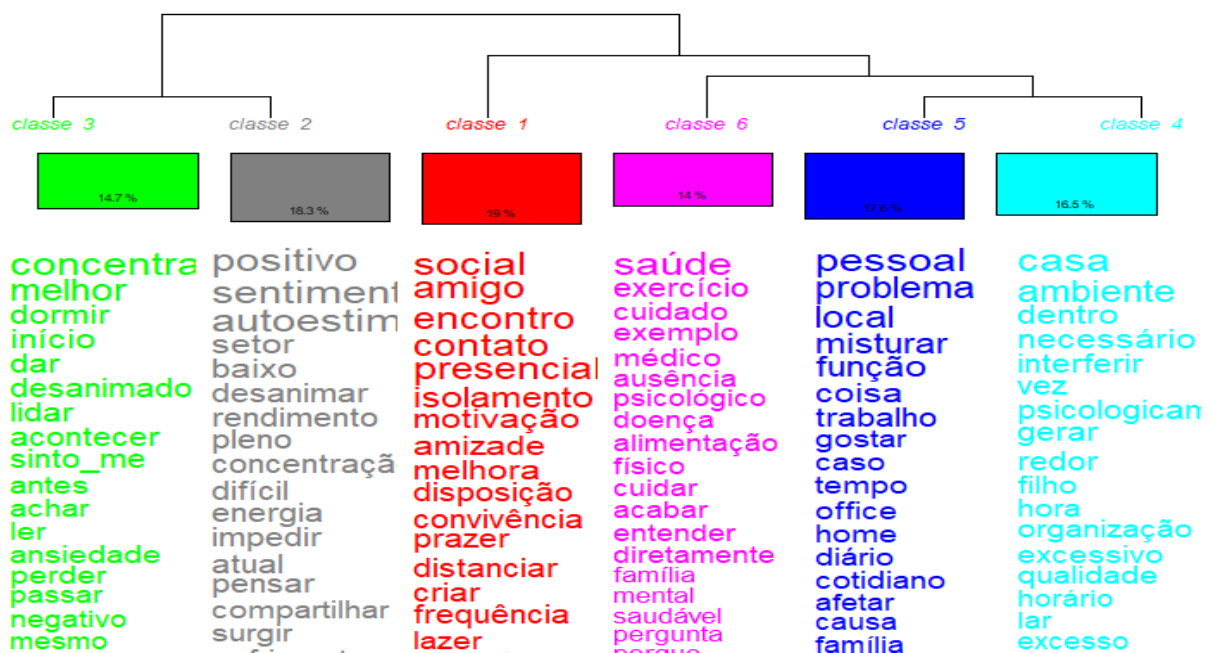 classe 3
classe 2
classe 1
classe 6
classe 5
classe 4
14.7 %
18.3 %
19 %
14 %
17.6 %
16.5 %
concentra
melhor
dormir
início
dar
desanimado
lidar
acontecer
sinto_me
antes
achar
ler
ansiedade
perder
passar
negativo
mesmo
positivo
sentiment
autoestim
setor
baixo
desanimar
rendimento
pleno
concentraçã
difícil
energia
impedir
atual
pensar
compartilhar
surgir
social
amigo
encontro
contato
presencial
isolamento
motivação
amizade
melhora
disposição
convivência
prazer
distanciar
criar
frequência
lazer
saúde
exercício
cuidado
exemplo
médico
ausência
psicológico
doença
alimentação
físico
cuidar
acabar
entender
diretamente
família
mental
saudável
pergunta
pessoal
problema
local
misturar
função
coisa
trabalho
gostar
caso
tempo
office
home
diário
cotidiano
afetar
causa
família
casa
ambiente
dentro
necessário
interferir
vez
psicologicam
gerar
redor
filho
hora
organização
excessivo
qualidade
horário
lar
excesso